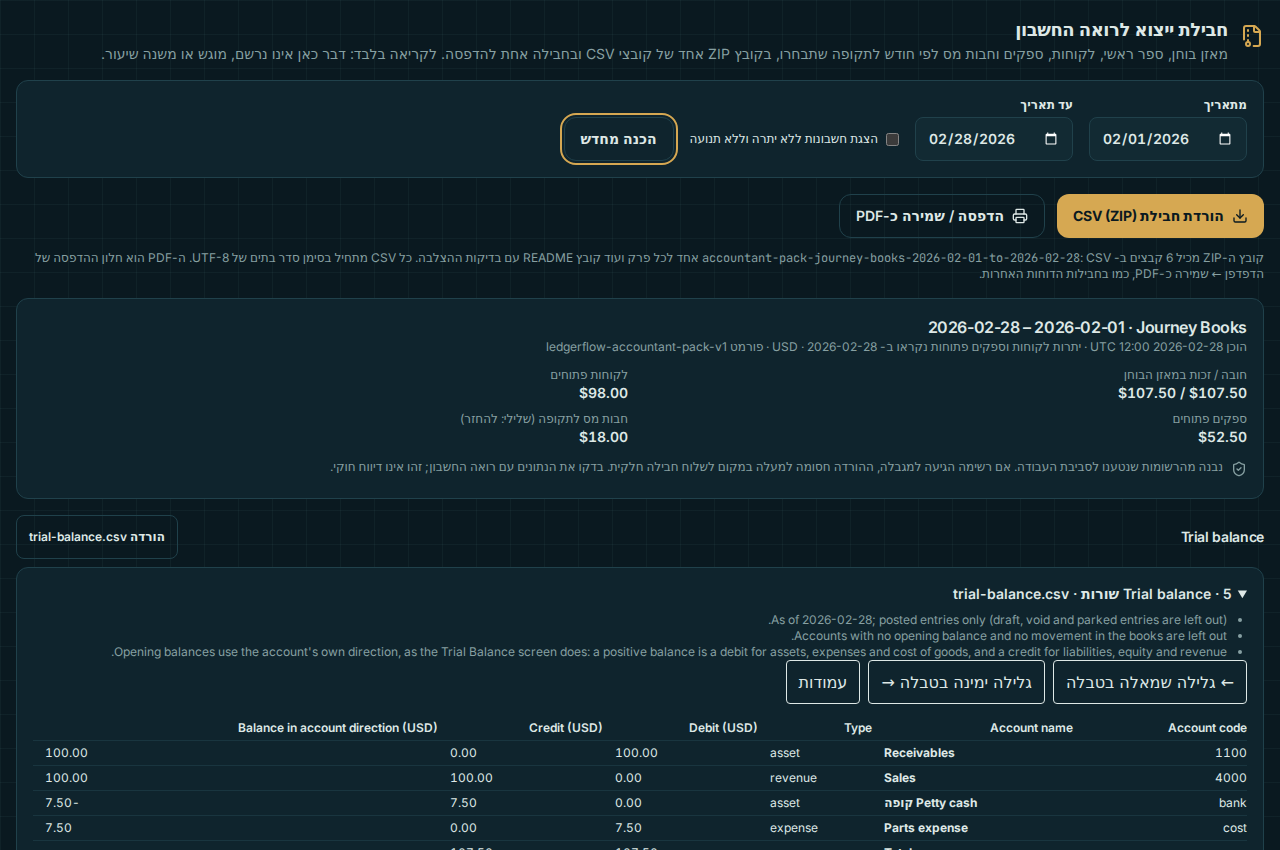 חבילת ייצוא לרואה החשבון
מאזן בוחן, ספר ראשי, לקוחות, ספקים וחבות מס לפי חודש לתקופה שתבחרו, בקובץ ZIP אחד של קובצי CSV ובחבילה אחת להדפסה. לקריאה בלבד: דבר כאן אינו נרשם, מוגש או משנה שיעור.
מתאריך
עד תאריך
02/01/2026
02/28/2026
הצגת חשבונות ללא יתרה וללא תנועה
הכנה מחדש
הורדת חבילת CSV (ZIP)
הדפסה / שמירה כ-PDF
קובץ ה-ZIP מכיל 6 קבצים ב- accountant-pack-journey-books-2026-02-01-to-2026-02-28: CSV אחד לכל פרק ועוד קובץ README עם בדיקות ההצלבה. כל CSV מתחיל בסימן סדר בתים של UTF-8. ה-PDF הוא חלון ההדפסה של
הדפדפן ← שמירה כ-PDF, כמו בחבילות הדוחות האחרות.
Journey Books · 2026-02-01 – 2026-02-28
הוכן 2026-02-28 12:00 UTC · יתרות לקוחות וספקים פתוחות נקראו ב- 2026-02-28 · USD · פורמט ledgerflow-accountant-pack-v1
חובה / זכות במאזן הבוחן
$107.50 / $107.50
לקוחות פתוחים
$98.00
ספקים פתוחים
$52.50
חבות מס לתקופה (שלילי: להחזר)
$18.00
נבנה מהרשומות שנטענו לסביבת העבודה. אם רשימה הגיעה למגבלה, ההורדה חסומה למעלה במקום לשלוח חבילה חלקית. בדקו את הנתונים עם רואה החשבון; זהו אינו דיווח חוקי.
Trial balance
הורדה trial-balance.csv
▼ Trial balance · 5 שורות · trial-balance.csv
• As of 2026-02-28; posted entries only (draft, void and parked entries are left out).
• Accounts with no opening balance and no movement in the books are left out.
• Opening balances use the account's own direction, as the Trial Balance screen does: a positive balance is a debit for assets, expenses and cost of goods, and a credit for liabilities, equity and revenue.
← גלילה שמאלה בטבלה
גלילה ימינה בטבלה →
עמודות
Account code Account name Type Debit (USD) Credit (USD) Balance in account direction (USD)
1100 Receivables asset 100.00 0.00 100.00
4000 Sales revenue 0.00 100.00 100.00
bank Petty cash קופה asset 0.00 7.50 -7.50
cost Parts expense expense 7.50 0.00 7.50